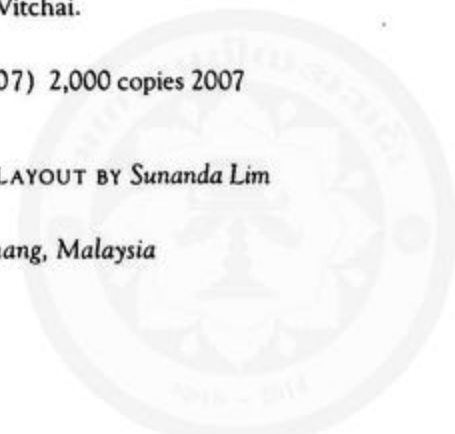 Vitchai.
07) 2,000 copies 2007
LAYOUT BY Sunanda Lim
ang, Malaysia